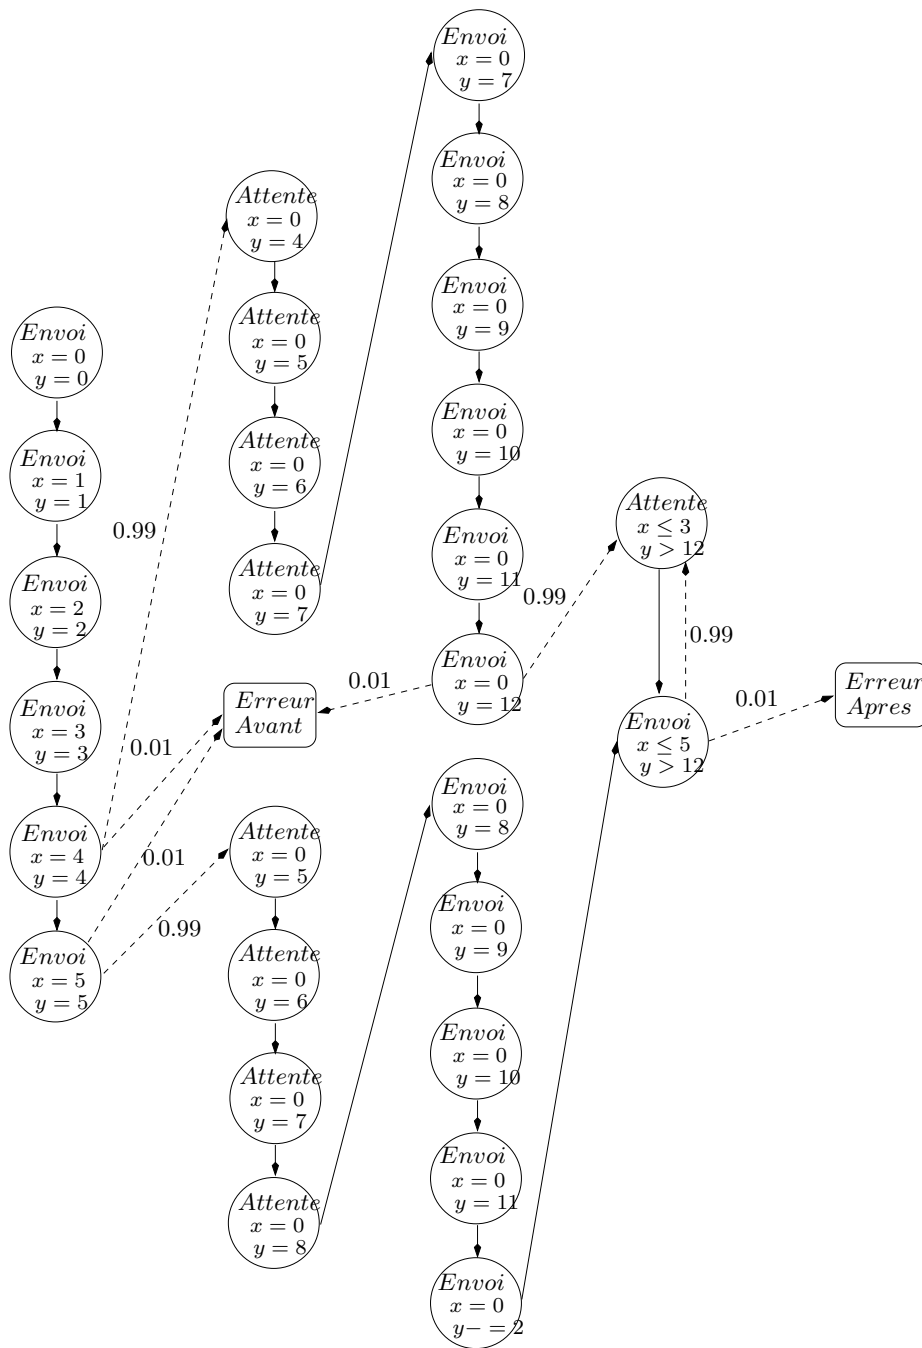 Envoi
x = 0
y = 7
Envoi
x = 0
y = 8
Envoi
x = 0
y = 9
Envoi
x = 0
y = 10
Envoi
x = 0
y = 11
Envoi
x = 0
y = 12
Attente
x = 0
y = 4
Attente
x = 0
y = 5
Attente
x = 0
y = 6
Attente
x = 0
y = 7
Envoi
x = 0
y = 0
Envoi
x = 1
y = 1
Envoi
x = 2
y = 2
Envoi
x = 3
y = 3
Envoi
x = 4
y = 4
Envoi
x = 5
y = 5
0.99
0.01
0.01
0.99
Erreur
Avant
0.01
0.99
Attente
x ≤ 3
y > 12
0.99
Envoi
x ≤ 5
y > 12
0.01
Erreur
Apres
Attente
x = 0
y = 5
Attente
x = 0
y = 6
Attente
x = 0
y = 7
Attente
x = 0
y = 8
Envoi
x = 0
y = 8
Envoi
x = 0
y = 9
Envoi
x = 0
y = 10
Envoi
x = 0
y = 11
Envoi
x = 0
y− = 2